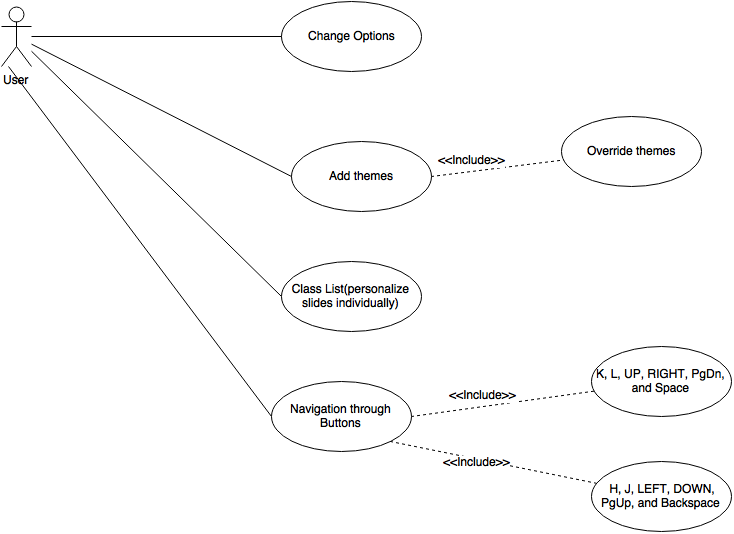 Change Options
User
Add themes
<<Include>>
Override themes
Class List(personalize
slides individually)
Navigation through
Buttons
<<Include>>
K, L, UP, RIGHT, PgDn,
and Space
<<Include>>
H, J, LEFT, DOWN,
PgUp, and Backspace